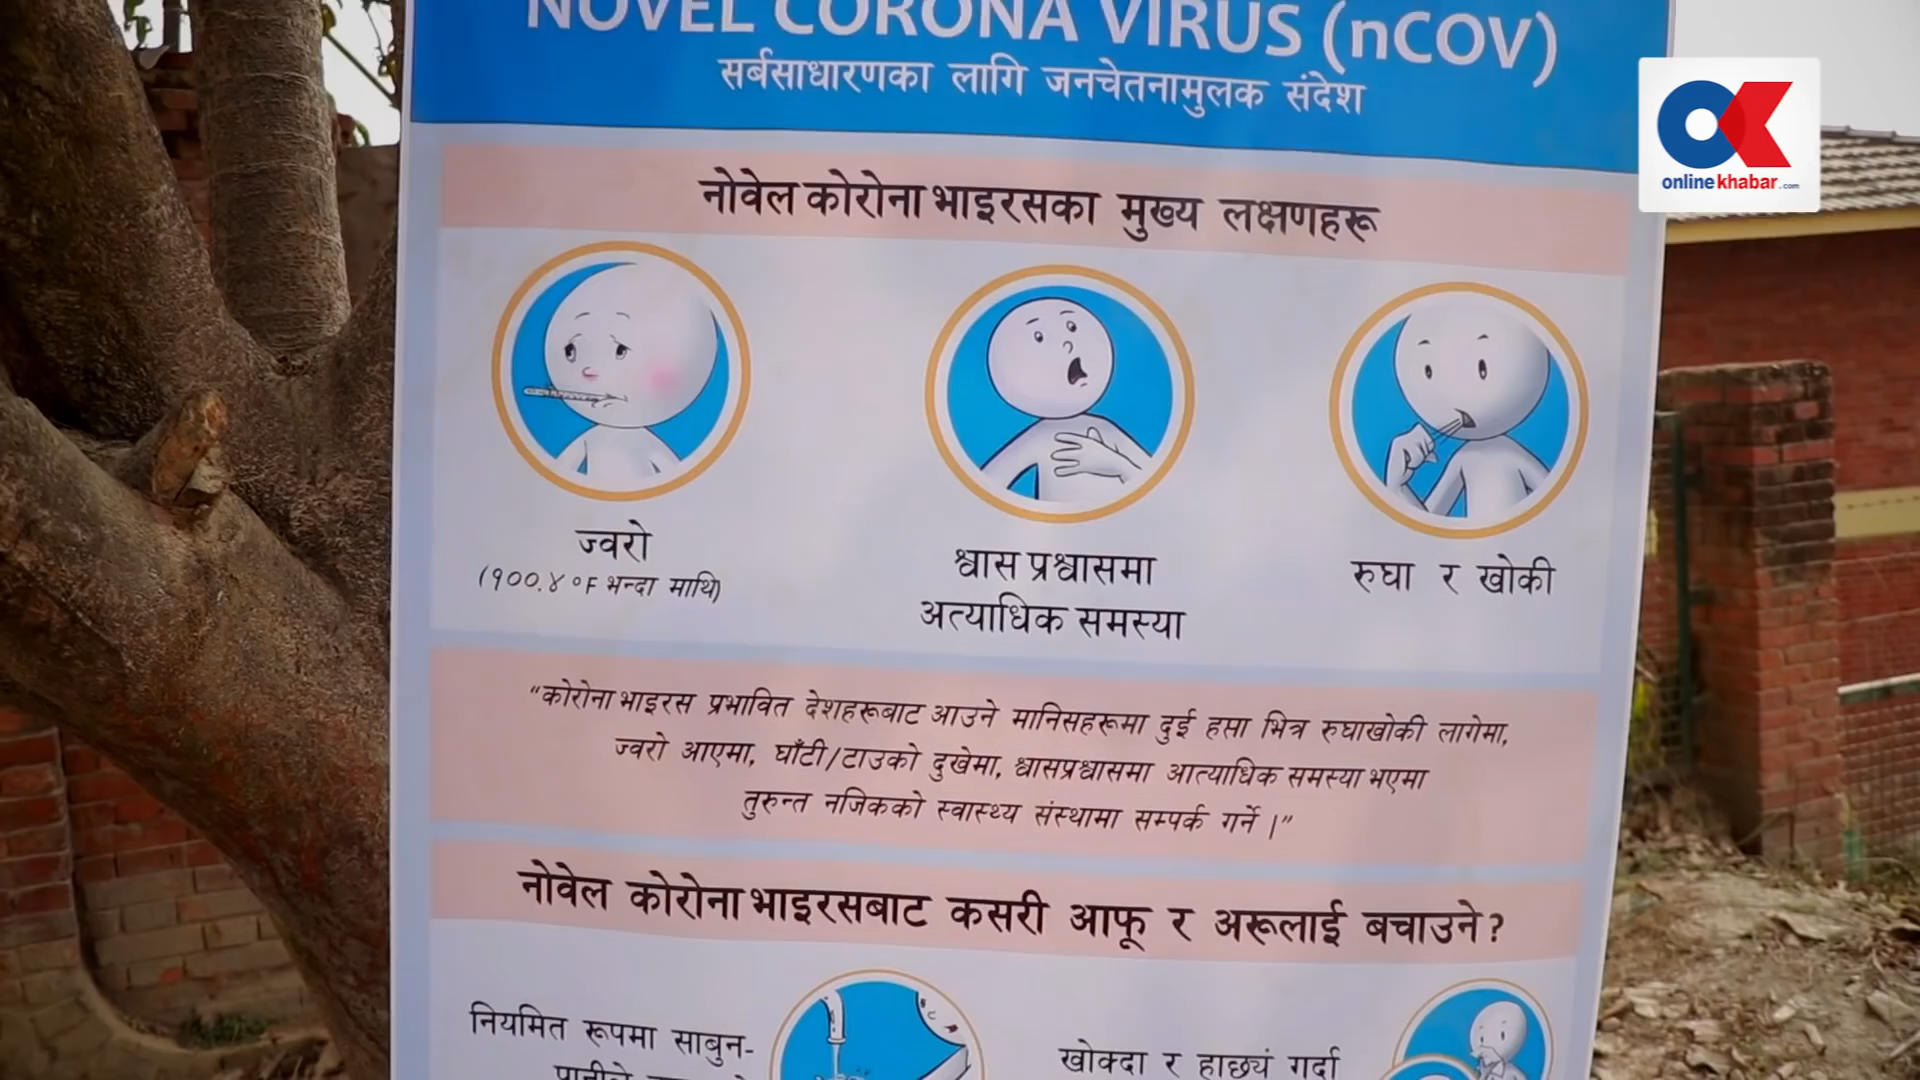 NOVEL CORONA VIRUS (nCOV)
सर्बसाधारणका लागि जनचेतनामुलक संदेश
onlinekhabar.com
नोवेल कोरोना भाइरसका मुख्य लक्षणहरू
ज्वरो
(१००.४°F भन्दा माथि)
श्वास प्रश्वासमा
अत्याधिक समस्या
रुघा र खोकी
“कोरोना भाइरस प्रभावित देशहरूबाट आउने मानिसहरूमा दुई हप्ता भित्र रुघाखोकी लागेमा,
ज्वरो आएमा, घाँटी/टाउको दुखेमा, श्वासप्रश्वासमा अत्याधिक समस्या भएमा
तुरुन्त नजिकको स्वास्थ्य संस्थामा सम्पर्क गर्ने।”
नोवेल कोरोना भाइरसबाट कसरी आफू र अरूलाई बचाउने?
नियमित रूपमा साबुन-
खोक्दा र हाछ्यूं गर्दा